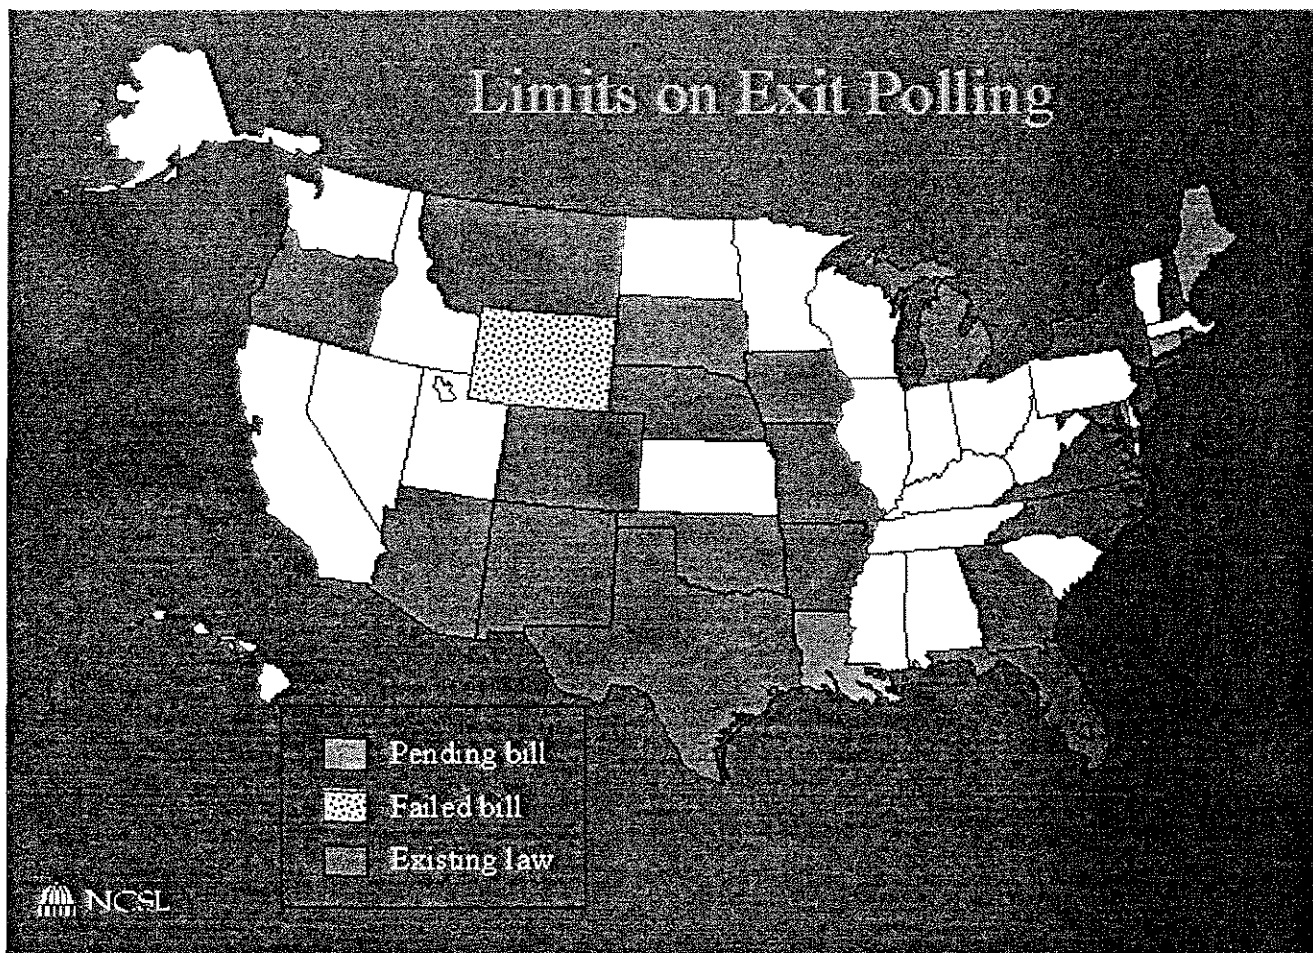 Limits on Exit Polling
Pending bill
Failed bill
Existing law
NCSL